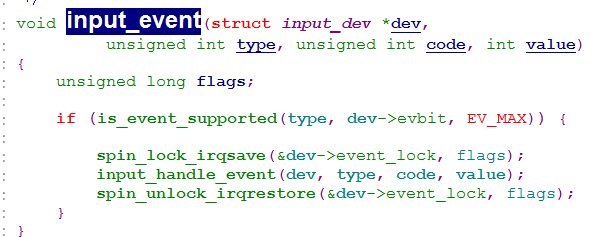 */
void input_event(struct input_dev *dev,
unsigned int type, unsigned int code, int value)
{
unsigned long flags;
if (is_event_supported(type, dev->evbit, EV_MAX)) {
spin_lock_irqsave(&dev->event_lock, flags);
input_handle_event(dev, type, code, value);
spin_unlock_irqrestore(&dev->event_lock, flags);
}
}